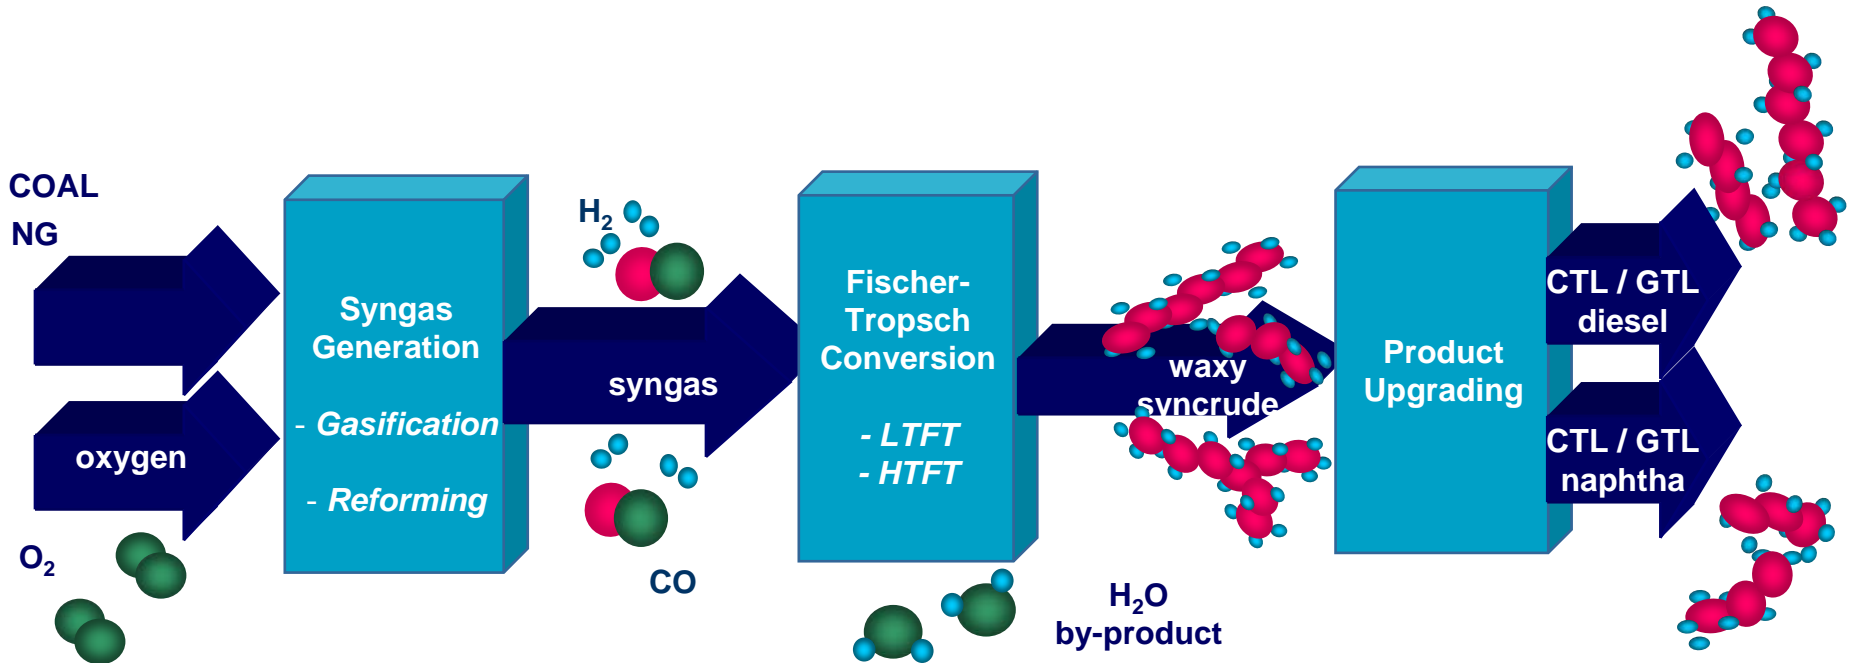 COAL
NG
oxygen
O₂
Syngas
Generation
- Gasification
- Reforming
H₂
syngas
CO
Fischer-
Tropsch
Conversion
- LTFT
- HTFT
waxy
syncrude
H₂O
by-product
Product
Upgrading
CTL / GTL
diesel
CTL / GTL
naphtha